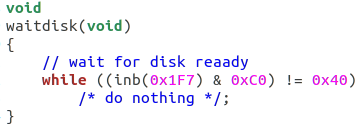 void
waitdisk(void)
{
    // wait for disk reaady
    while ((inb(0x1F7) & 0xC0) != 0x40)
        /* do nothing */;
}